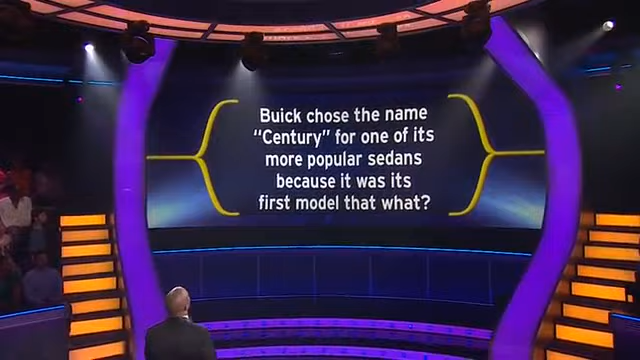 Buick chose the name
"Century" for one of its
more popular sedans
because it was its
first model that what?